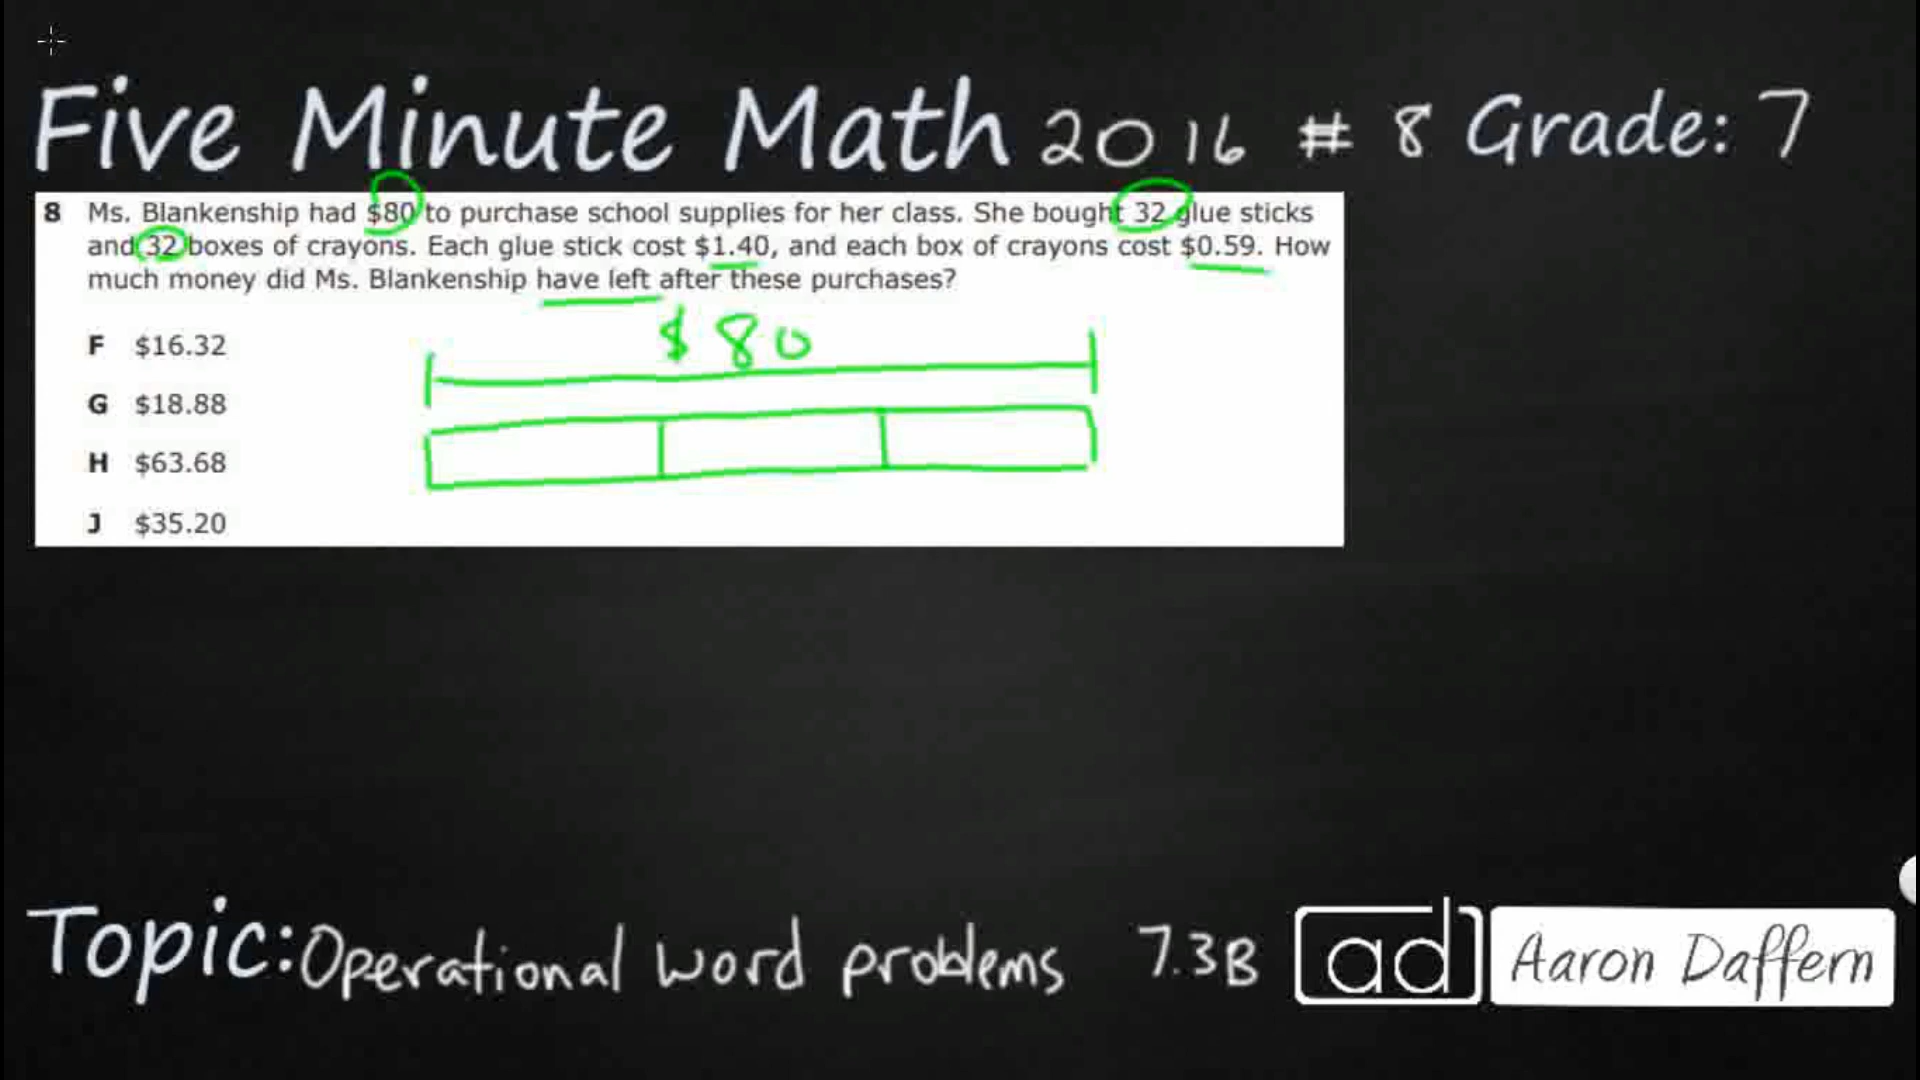 Five Minute Math 2016 # 8 Grade: 7
8 Ms. Blankenship had $80 to purchase school supplies for her class. She bought 32 glue sticks
and 32 boxes of crayons. Each glue stick cost $1.40, and each box of crayons cost $0.59. How
much money did Ms. Blankenship have left after these purchases?
$80
F $16.32
G $18.88
H $63.68
J $35.20
Topic: Operational word problems 7.3B ad Aaron Daffern